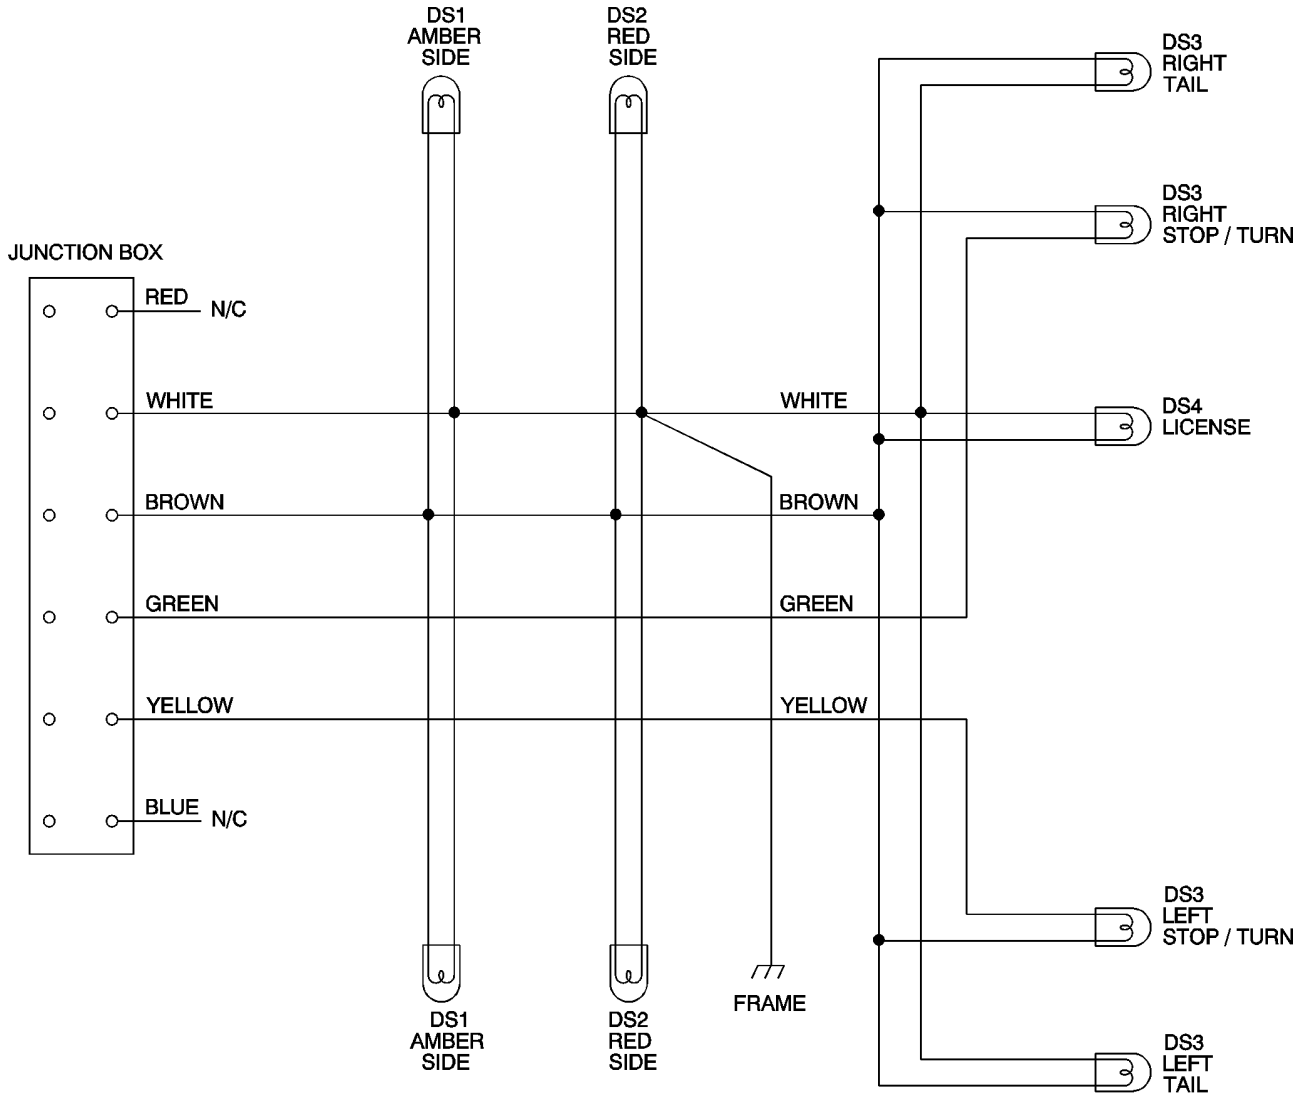 DS1
AMBER
SIDE
DS2
RED
SIDE
DS3
RIGHT
TAIL
DS3
RIGHT
STOP / TURN
JUNCTION BOX
RED
N/C
WHITE
WHITE
DS4
LICENSE
BROWN
BROWN
GREEN
GREEN
YELLOW
YELLOW
BLUE
N/C
DS3
LEFT
STOP / TURN
FRAME
DS1
AMBER
SIDE
DS2
RED
SIDE
DS3
LEFT
TAIL